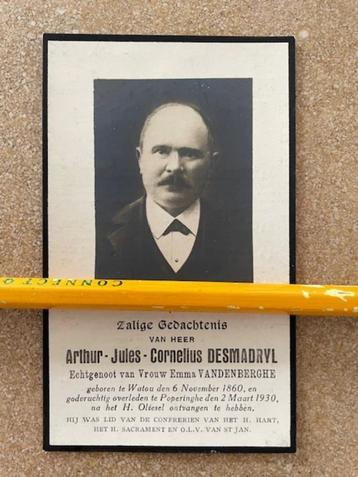 CONNECT Q
Zalige Gedachtenis
VAN HEER
Arthur - Jules - Cornelius DESMADRYL
Echtgenoot van Vrouw Emma VANDENBERGHE
geboren te Watou den 6 November 1860, en
godsruchtig overleden te Poperinghe den 2 Maart 1930,
na het H. Oliesel ontvangen te hebben.
HIJ WAS LID VAN DE CONFRERIEN VAN HET H. HART,
HET H. SACRAMENT EN O.L.V. VAN ST JAN.